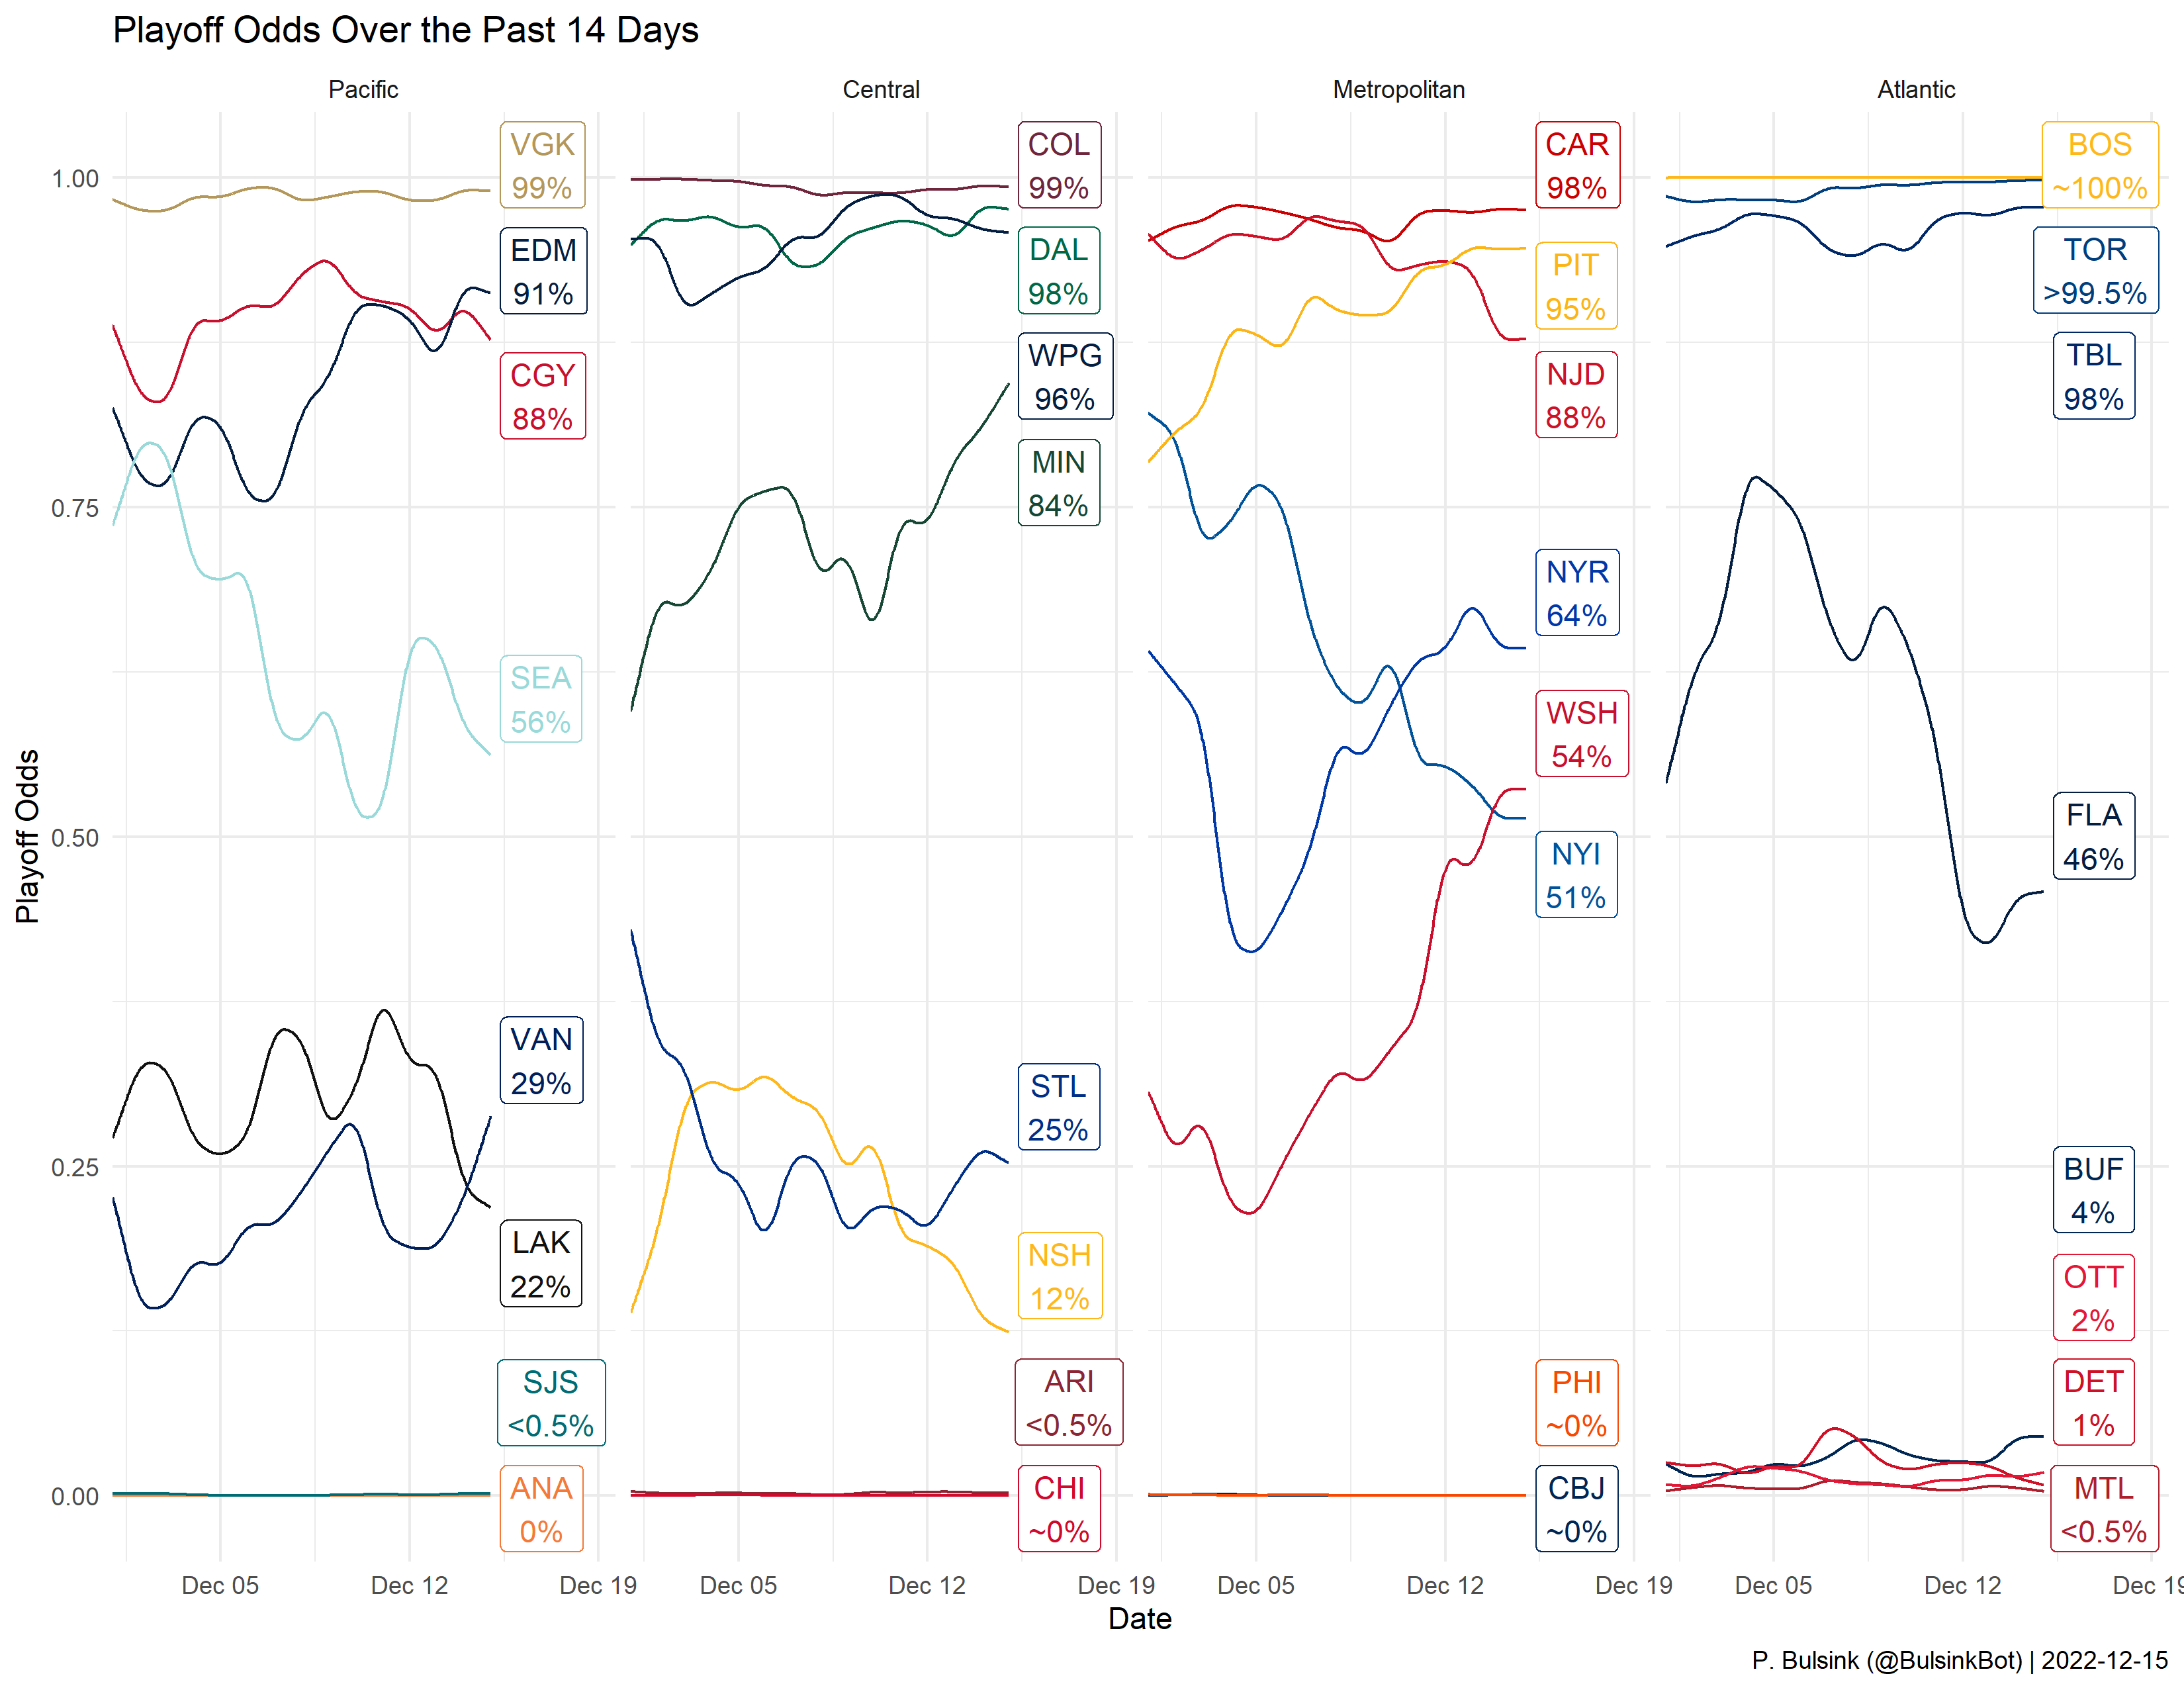 Playoff Odds Over the Past 14 Days
Pacific
Central
Metropolitan
Atlantic
Playoff Odds
1.00
0.75
0.50
0.25
0.00
VGK
99%
EDM
91%
CGY
88%
SEA
56%
VAN
29%
LAK
22%
SJS
<0.5%
ANA
0%
COL
99%
DAL
98%
WPG
96%
MIN
84%
STL
25%
NSH
12%
ARI
<0.5%
CHI
~0%
CAR
98%
PIT
95%
NJD
88%
NYR
64%
WSH
54%
NYI
51%
PHI
~0%
CBJ
~0%
BOS
~100%
TOR
>99.5%
TBL
98%
FLA
46%
BUF
4%
OTT
2%
DET
1%
MTL
<0.5%
Dec 05 Dec 12 Dec 19 Dec 05 Dec 12 Dec 19 Dec 05 Dec 12 Dec 19 Dec 05 Dec 12 Dec 19
Date
P. Bulsink (@BulsinkBot) | 2022-12-15